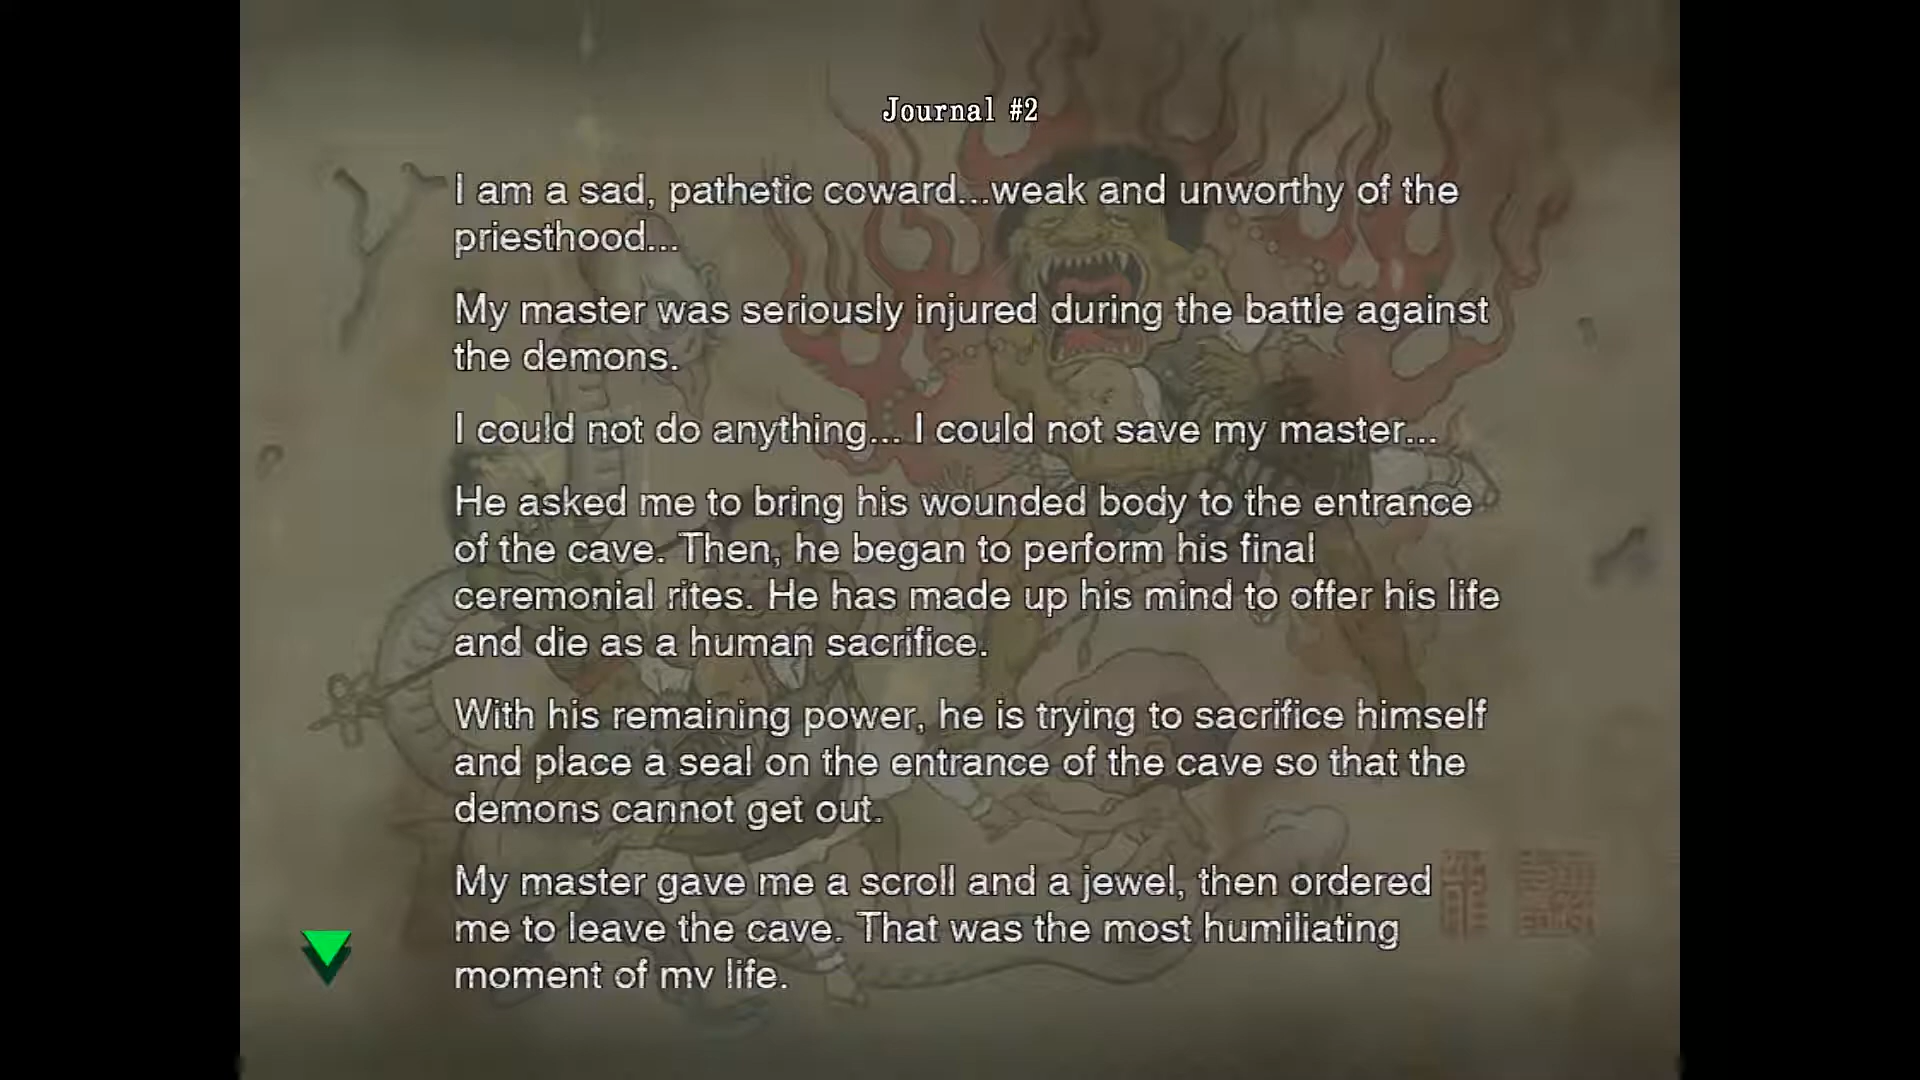 Journal #2
I am a sad, pathetic coward...weak and unworthy of the
priesthood...
My master was seriously injured during the battle against
the demons.
I could not do anything... I could not save my master...
He asked me to bring his wounded body to the entrance
of the cave. Then, he began to perform his final
ceremonial rites. He has made up his mind to offer his life
and die as a human sacrifice.
With his remaining power, he is trying to sacrifice himself
and place a seal on the entrance of the cave so that the
demons cannot get out.
My master gave me a scroll and a jewel, then ordered
me to leave the cave. That was the most humiliating
moment of my life.